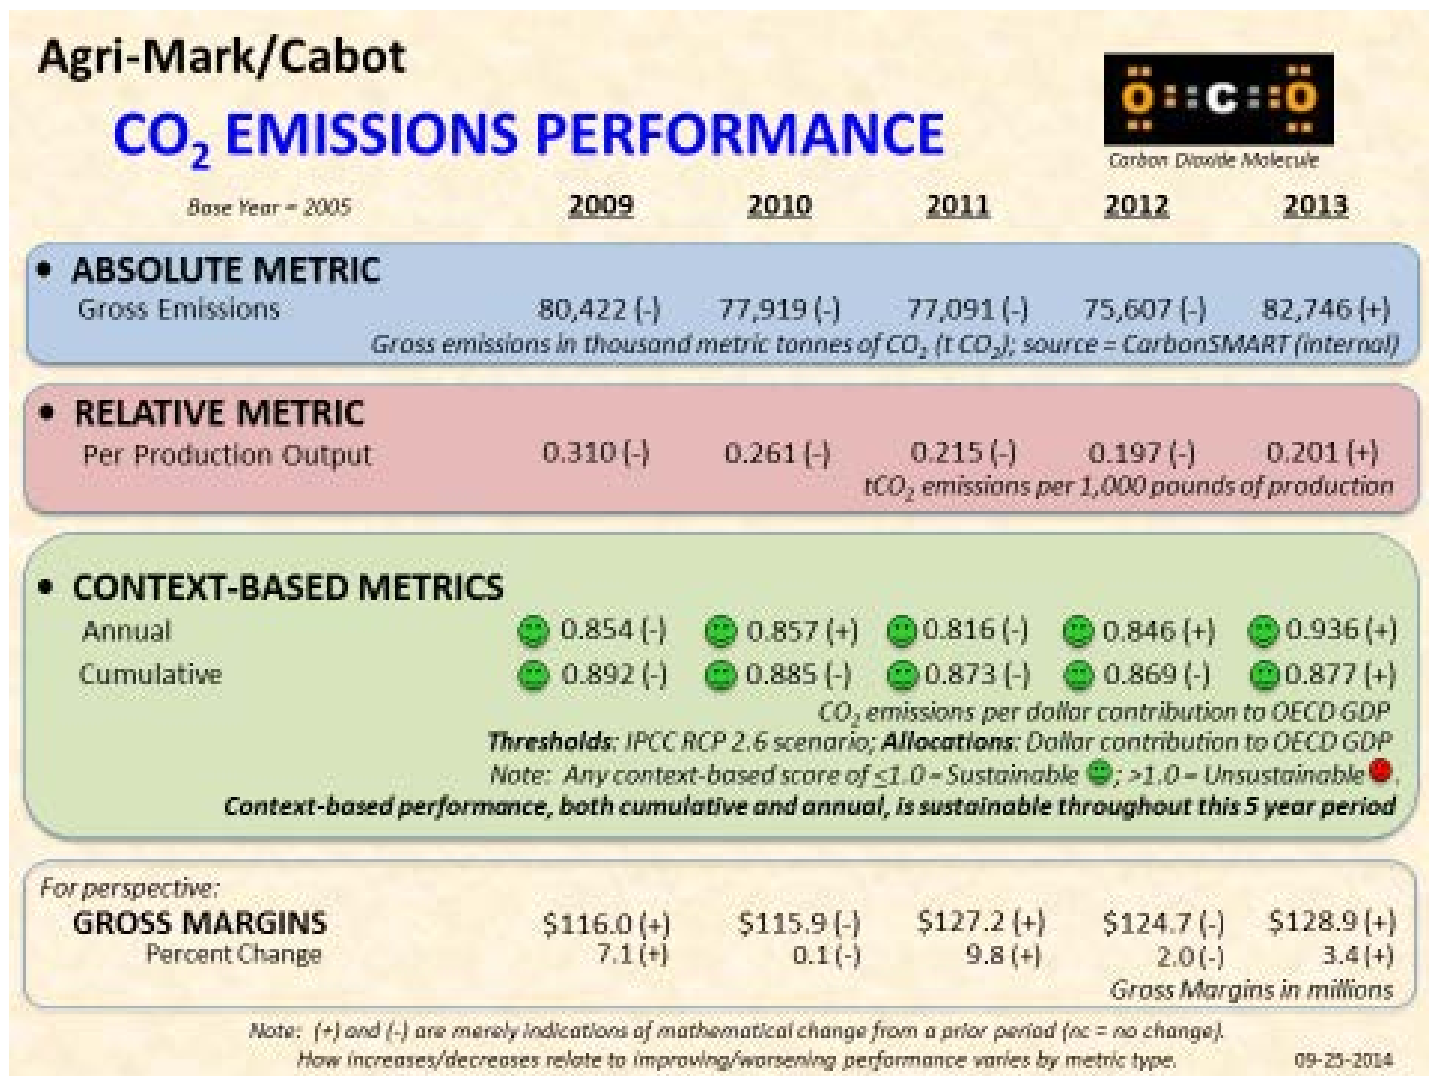 Agri-Mark/Cabot
CO₂ EMISSIONS PERFORMANCE
O C O
Carbon Dioxide Molecule
Base Year = 2005 2009 2010 2011 2012 2013
• ABSOLUTE METRIC
Gross Emissions 80,422 (-) 77,919 (-) 77,091 (-) 75,607 (-) 82,746 (+)
Gross emissions in thousand metric tonnes of CO₂ (t CO₂); source = CarbonSMART (internal)
• RELATIVE METRIC
Per Production Output 0.310 (-) 0.261 (-) 0.215 (-) 0.197 (-) 0.201 (+)
tCO₂ emissions per 1,000 pounds of production
• CONTEXT-BASED METRICS
Annual 0.854 (-) 0.857 (+) 0.816 (-) 0.846 (+) 0.936 (+)
Cumulative 0.892 (-) 0.885 (-) 0.873 (-) 0.869 (-) 0.877 (+)
CO₂ emissions per dollar contribution to OECD GDP
Thresholds: IPCC RCP 2.6 scenario; Allocations: Dollar contribution to OECD GDP
Note: Any context-based score of ≤1.0 = Sustainable ; >1.0 = Unsustainable .
Context-based performance, both cumulative and annual, is sustainable throughout this 5 year period
For perspective:
GROSS MARGINS $116.0 (+) $115.9 (-) $127.2 (+) $124.7 (-) $128.9 (+)
Percent Change 7.1 (+) 0.1 (-) 9.8 (+) 2.0 (-) 3.4 (+)
Gross Margins in millions
Note: (+) and (-) are merely indications of mathematical change from a prior period (nc = no change).
How increases/decreases relate to improving/worsening performance varies by metric type. 09-25-2014